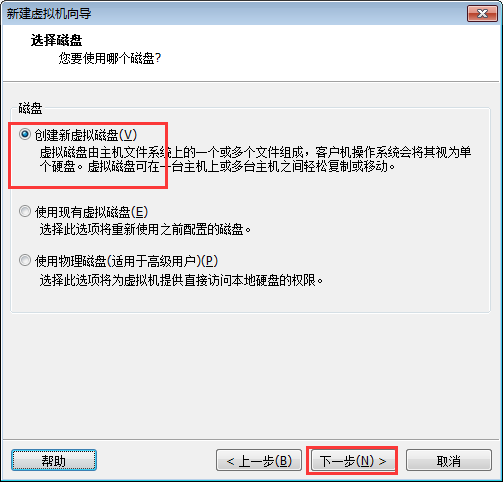 新建虚拟机向导
选择磁盘
您要使用哪个磁盘?
磁盘
创建新虚拟磁盘(V)
虚拟磁盘由主机文件系统上的一个或多个文件组成，客户机操作系统会将其视为单
个硬盘。虚拟磁盘可在一台主机上或多台主机之间轻松复制或移动。
使用现有虚拟磁盘(E)
选择此选项将重新使用之前配置的磁盘。
使用物理磁盘(适用于高级用户)(P)
选择此选项将为虚拟机提供直接访问本地硬盘的权限。
帮助
< 上一步(B)
下一步(N) >
取消